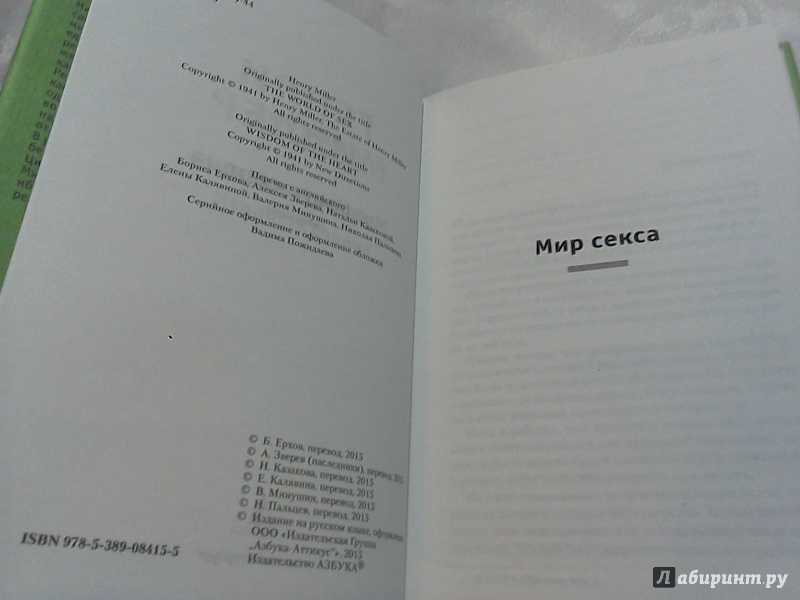 Henry Miller
Originally published under the title
THE WORLD OF SEX
Copyright © 1941 by Henry Miller, The Estate of Henry Miller
All rights reserved
Originally published under the title
WISDOM OF THE HEART
Copyright © 1941 by New Directions
All rights reserved
Перевод с английского
Бориса Ерхова, Алексея Зверева, Натальи Казаковой,
Елены Калявиной, Валерия Минушина, Николая Пальцева
Серийное оформление и оформление обложки
Вадима Пожидаева
© Б. Ерхов, перевод, 2015
© А. Зверев (наследники), перевод, 2015
© Н. Казакова, перевод, 2015
© Е. Калявина, перевод, 2015
© В. Минушин, перевод, 2015
© Н. Пальцев, перевод, 2015
© Издание на русском языке, оформление
ООО «Издательская Группа
„Азбука-Аттикус“», 2015
Издательство АЗБУКА®
ISBN 978-5-389-08415-5
Мир секса
Лабиринт.ру